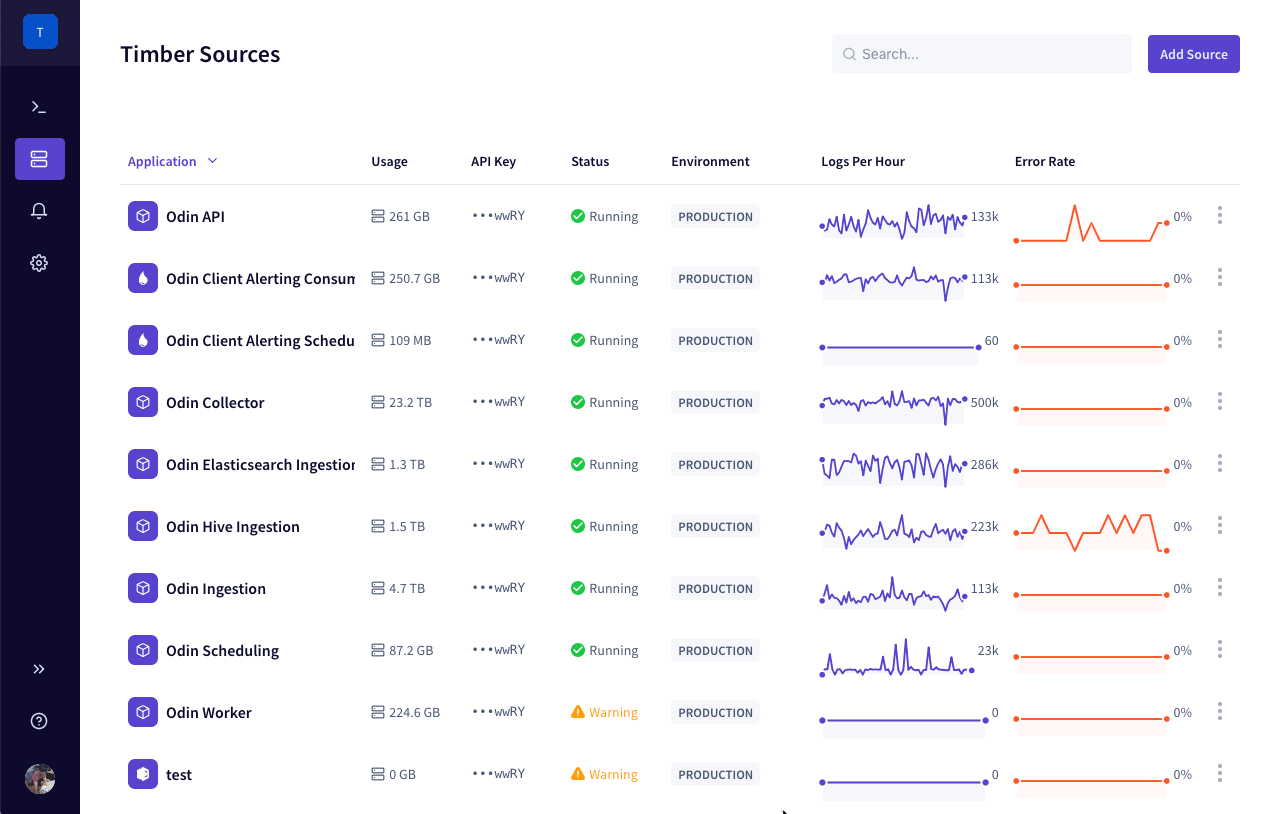 T
Timber Sources
Search...
Add Source
Application Usage API Key Status Environment Logs Per Hour Error Rate
Odin API 261 GB •••wwRY Running PRODUCTION 133k 0%
Odin Client Alerting Consum 250.7 GB •••wwRY Running PRODUCTION 113k 0%
Odin Client Alerting Schedu 109 MB •••wwRY Running PRODUCTION 60 0%
Odin Collector 23.2 TB •••wwRY Running PRODUCTION 500k 0%
Odin Elasticsearch Ingestion 1.3 TB •••wwRY Running PRODUCTION 286k 0%
Odin Hive Ingestion 1.5 TB •••wwRY Running PRODUCTION 223k 0%
Odin Ingestion 4.7 TB •••wwRY Running PRODUCTION 113k 0%
Odin Scheduling 87.2 GB •••wwRY Running PRODUCTION 23k 0%
Odin Worker 224.6 GB •••wwRY Warning PRODUCTION 0 0%
test 0 GB •••wwRY Warning PRODUCTION 0 0%